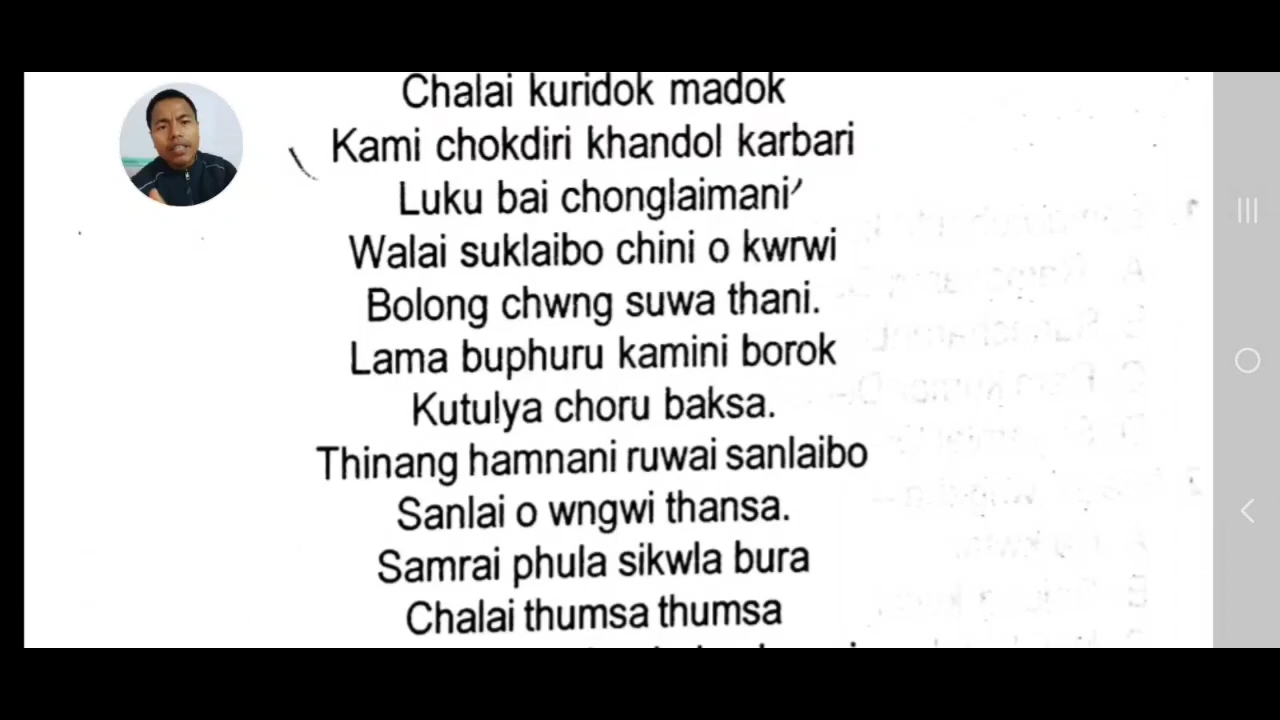 Chalai kuridok madok
Kami chokdiri khandol karbari
Luku bai chonglaimani'
Walai suklaibo chini o kwrwi
Bolong chwng suwa thani.
Lama buphuru kamini borok
Kutulya choru baksa.
Thinang hamnani ruwai sanlaibo
Sanlai o wngwi thansa.
Samrai phula sikwla bura
Chalai thumsa thumsa